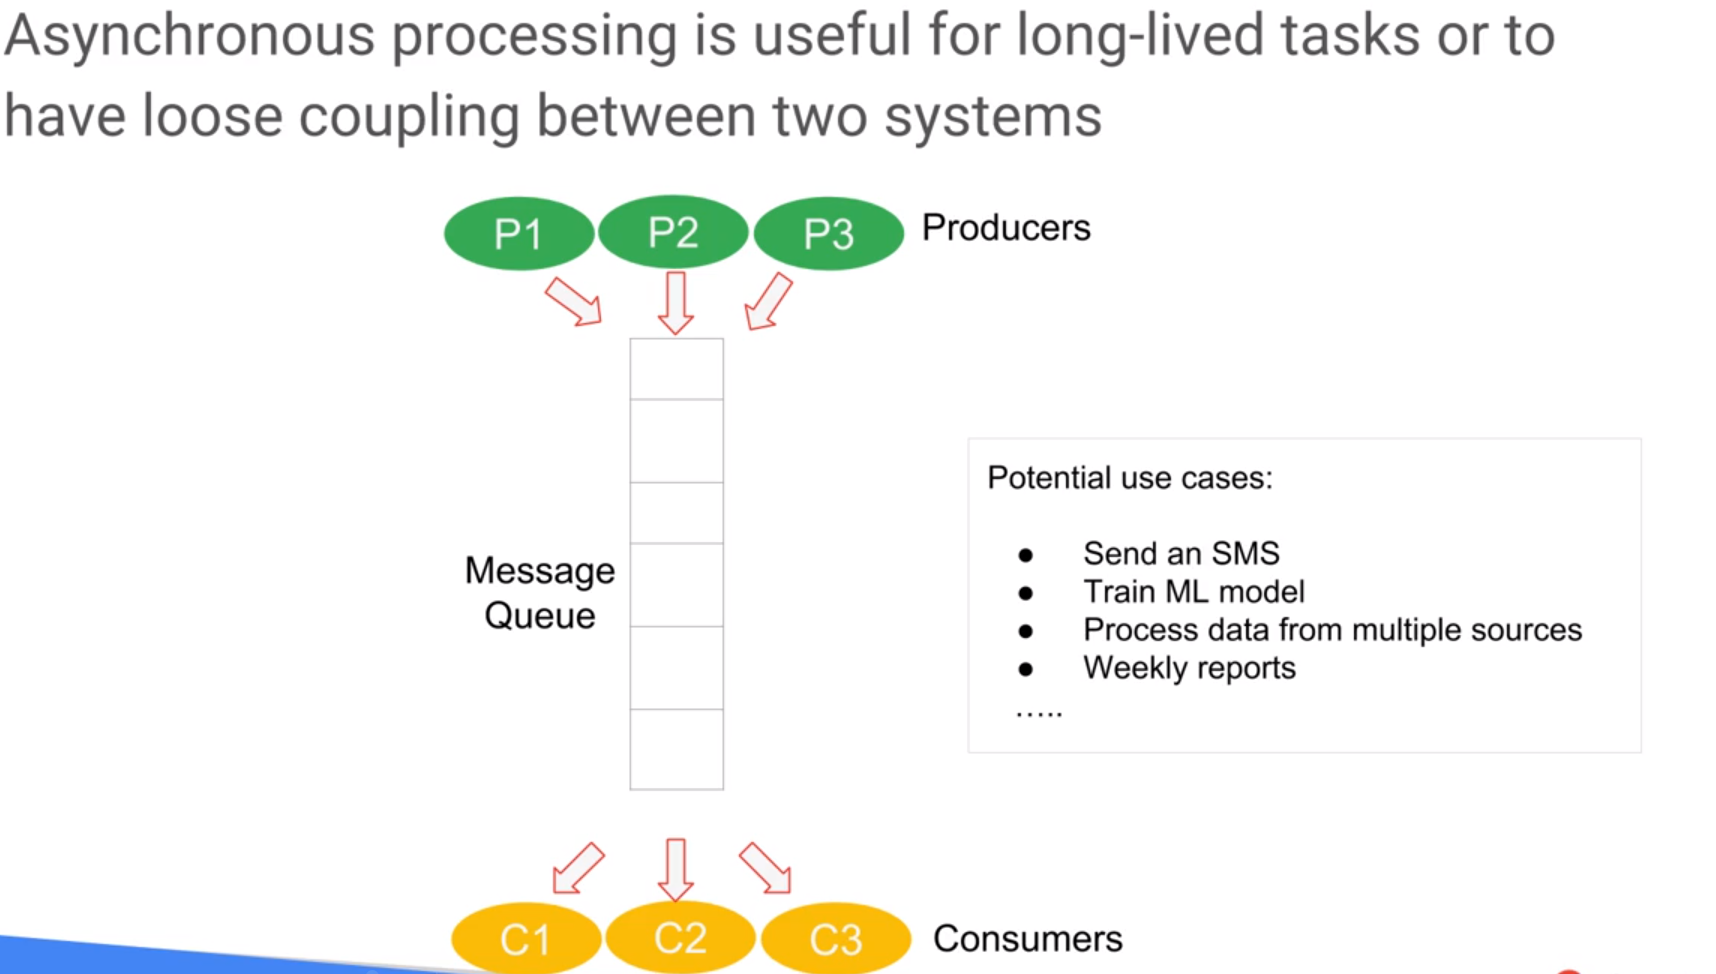 Asynchronous processing is useful for long-lived tasks or to
have loose coupling between two systems
P1 P2 P3 Producers
Message
Queue
Potential use cases:
● Send an SMS
● Train ML model
● Process data from multiple sources
● Weekly reports
.....
C1 C2 C3 Consumers